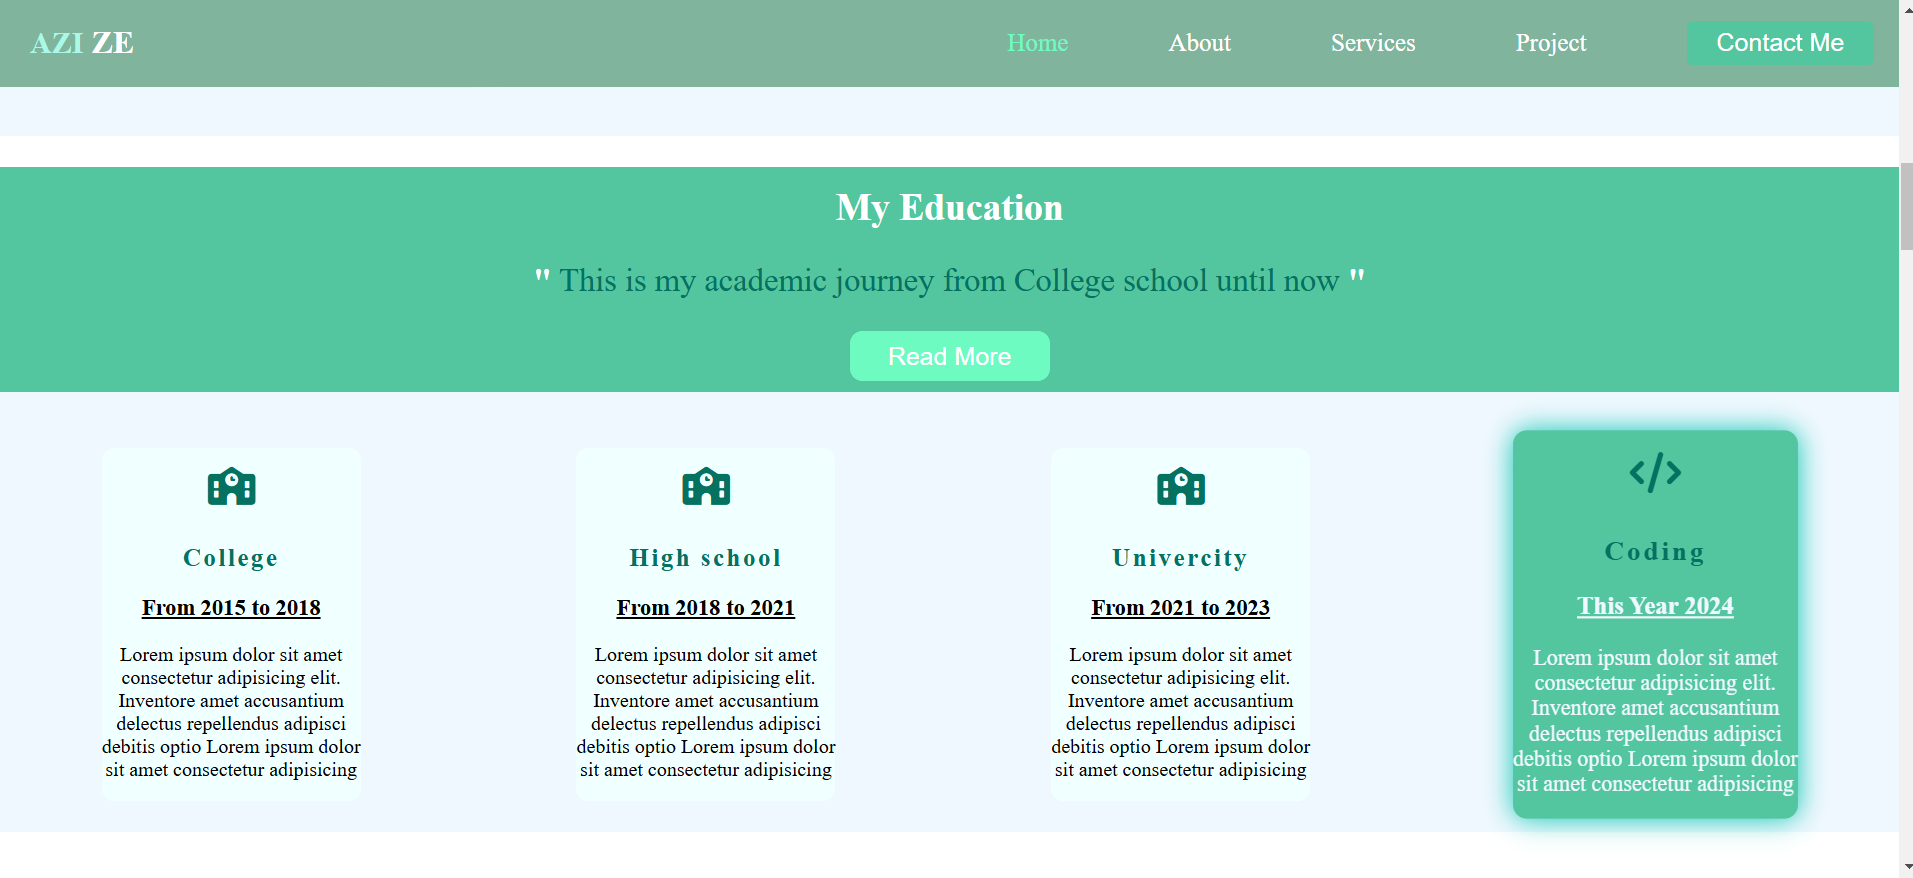 AZI ZE
Home
About
Services
Project
Contact Me
My Education
" This is my academic journey from College school until now "
Read More
College
From 2015 to 2018
Lorem ipsum dolor sit amet
consectetur adipisicing elit.
Inventore amet accusantium
delectus repellendus adipisci
debitis optio Lorem ipsum dolor
sit amet consectetur adipisicing
High school
From 2018 to 2021
Lorem ipsum dolor sit amet
consectetur adipisicing elit.
Inventore amet accusantium
delectus repellendus adipisci
debitis optio Lorem ipsum dolor
sit amet consectetur adipisicing
Univercity
From 2021 to 2023
Lorem ipsum dolor sit amet
consectetur adipisicing elit.
Inventore amet accusantium
delectus repellendus adipisci
debitis optio Lorem ipsum dolor
sit amet consectetur adipisicing
Coding
This Year 2024
Lorem ipsum dolor sit amet
consectetur adipisicing elit.
Inventore amet accusantium
delectus repellendus adipisci
debitis optio Lorem ipsum dolor
sit amet consectetur adipisicing